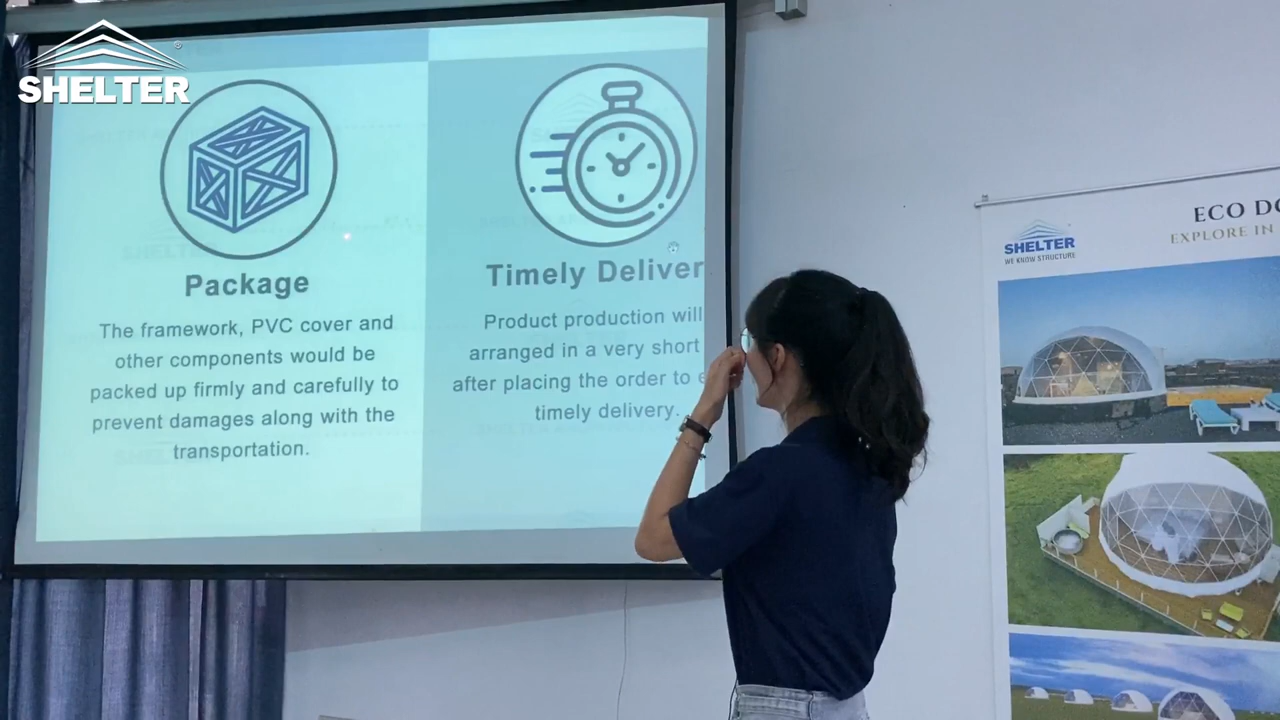 SHELTER
Package
The framework, PVC cover and
other components would be
packed up firmly and carefully to
prevent damages along with the
transportation.
Timely Deliver
Product production will
arranged in a very short
after placing the order to
timely delivery.
ECO DO
EXPLORE IN
SHELTER
WE KNOW STRUCTURE